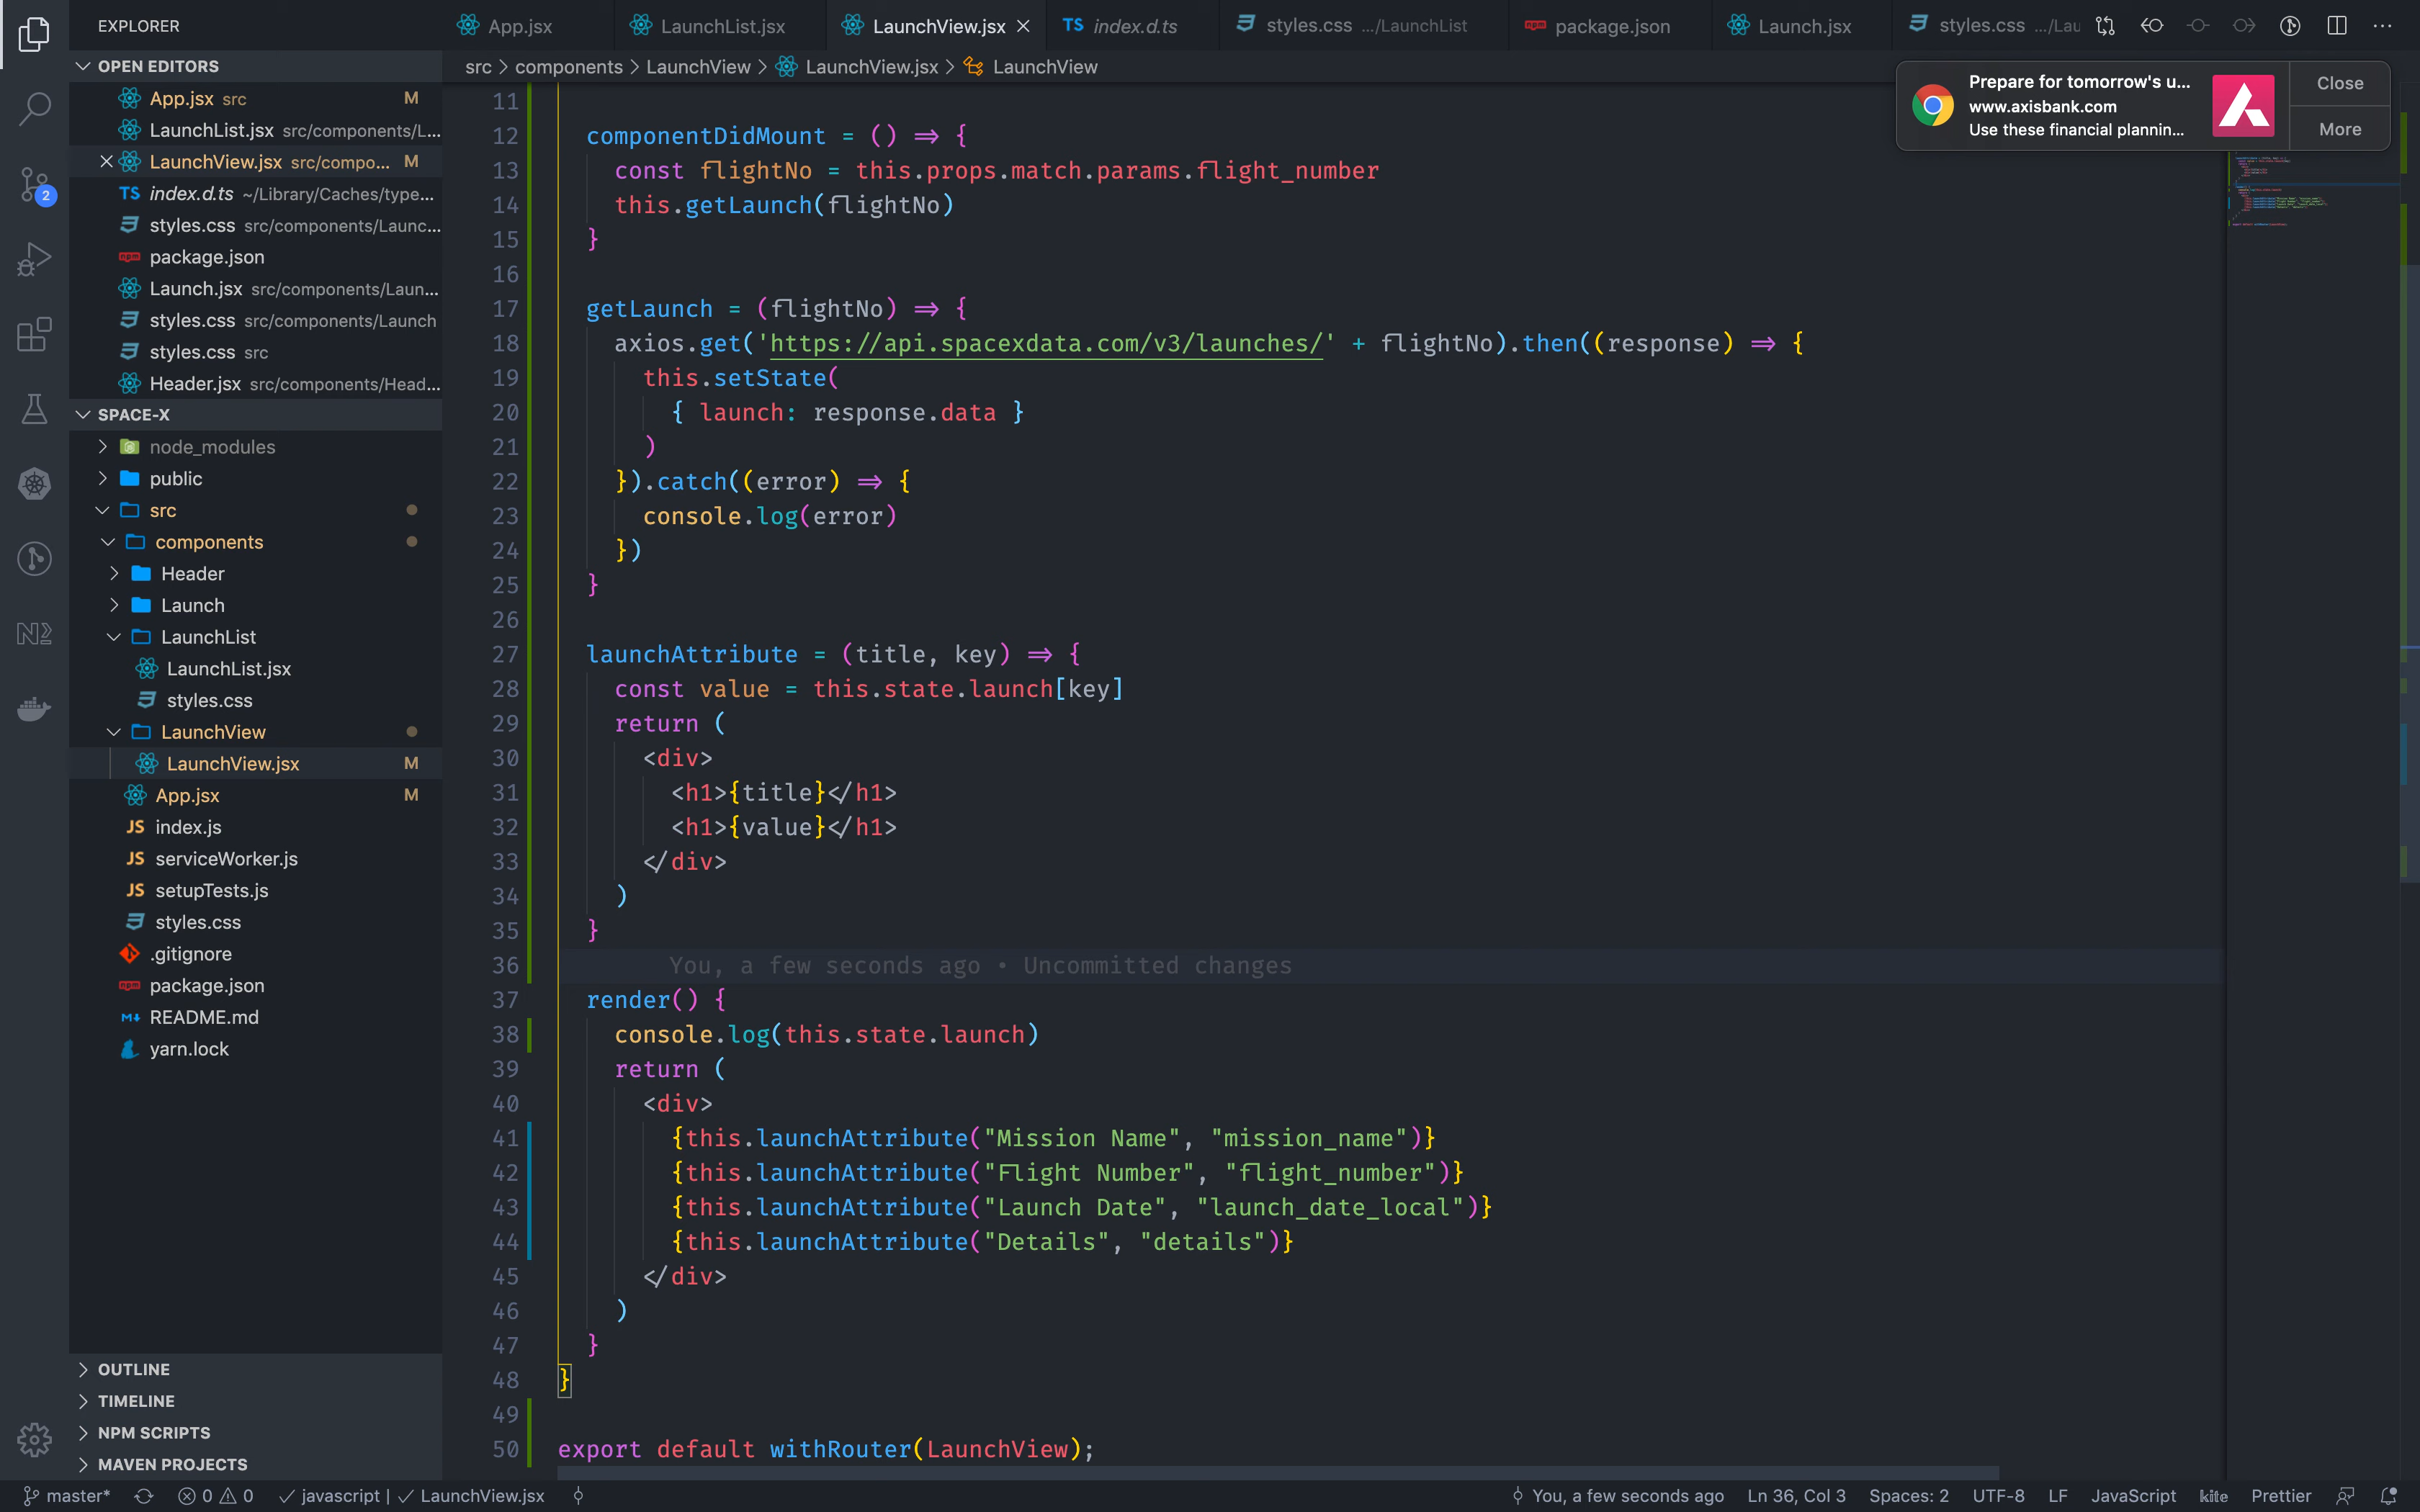 EXPLORER
App.jsx
LaunchList.jsx
LaunchView.jsx
TS index.d.ts
styles.css .../LaunchList
package.json
Launch.jsx
styles.css .../Lau
OPEN EDITORS
App.jsx src M
LaunchList.jsx src/components/L...
LaunchView.jsx src/compo... M
TS index.d.ts ~/Library/Caches/type...
styles.css src/components/Launc...
package.json
Launch.jsx src/components/Laun...
styles.css src/components/Launch
styles.css src
Header.jsx src/components/Head...
SPACE-X
node_modules
public
src
components
Header
Launch
LaunchList
LaunchList.jsx
styles.css
LaunchView
LaunchView.jsx M
App.jsx M
JS index.js
JS serviceWorker.js
JS setupTests.js
styles.css
.gitignore
package.json
README.md
yarn.lock
OUTLINE
TIMELINE
NPM SCRIPTS
MAVEN PROJECTS
2
src > components > LaunchView > LaunchView.jsx > LaunchView
Prepare for tomorrow's u...
www.axisbank.com
Use these financial plannin...
Close
More
11
12 componentDidMount = () => {
13 const flightNo = this.props.match.params.flight_number
14 this.getLaunch(flightNo)
15 }
16
17 getLaunch = (flightNo) => {
18 axios.get('https://api.spacexdata.com/v3/launches/' + flightNo).then((response) => {
19 this.setState(
20 { launch: response.data }
21 )
22 }).catch((error) => {
23 console.log(error)
24 })
25 }
26
27 launchAttribute = (title, key) => {
28 const value = this.state.launch[key]
29 return (
30 <div>
31 <h1>{title}</h1>
32 <h1>{value}</h1>
33 </div>
34 )
35 }
36 You, a few seconds ago • Uncommitted changes
37 render() {
38 console.log(this.state.launch)
39 return (
40 <div>
41 {this.launchAttribute("Mission Name", "mission_name")}
42 {this.launchAttribute("Flight Number", "flight_number")}
43 {this.launchAttribute("Launch Date", "launch_date_local")}
44 {this.launchAttribute("Details", "details")}
45 </div>
46 )
47 }
48 }
49
50 export default withRouter(LaunchView);
master* 0 0 javascript | LaunchView.jsx You, a few seconds ago Ln 36, Col 3 Spaces: 2 UTF-8 LF JavaScript kite Prettier